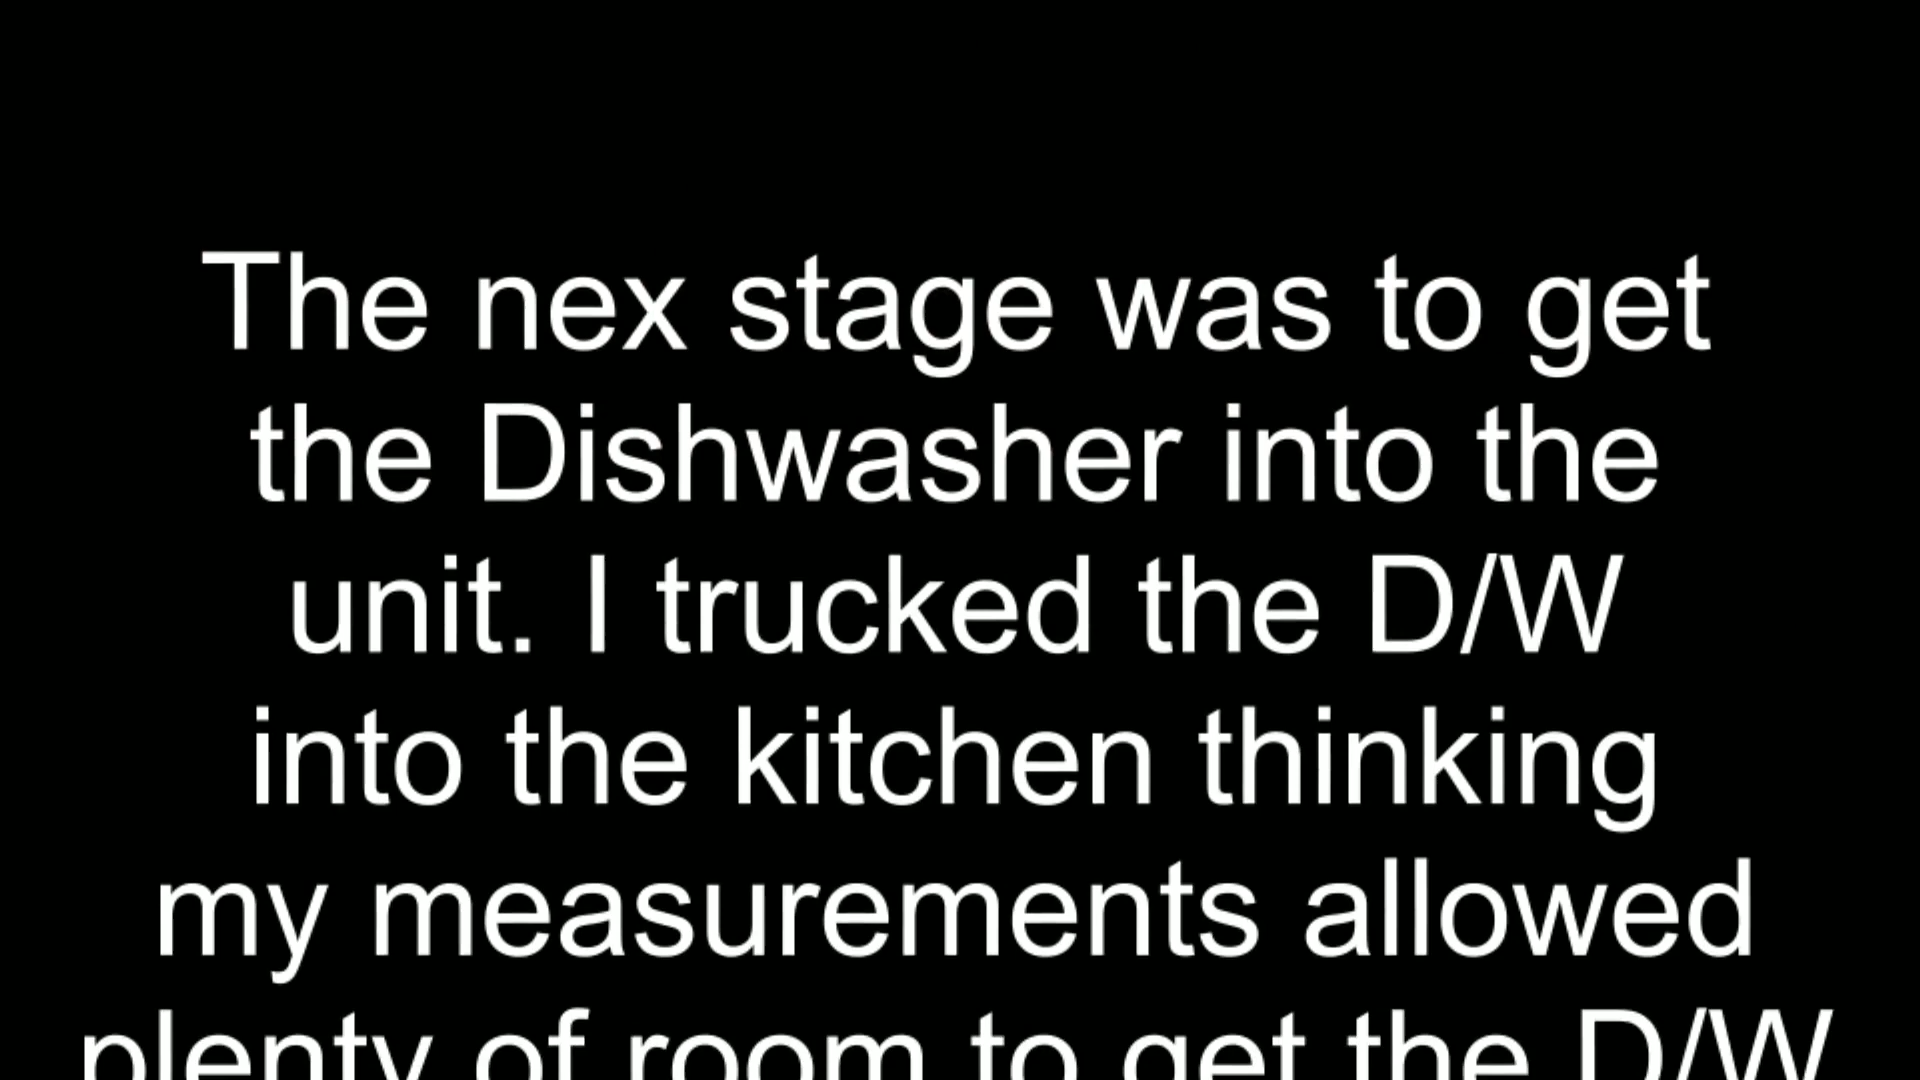 The nex stage was to get
the Dishwasher into the
unit. I trucked the D/W
into the kitchen thinking
my measurements allowed
plenty of room to get the D/W